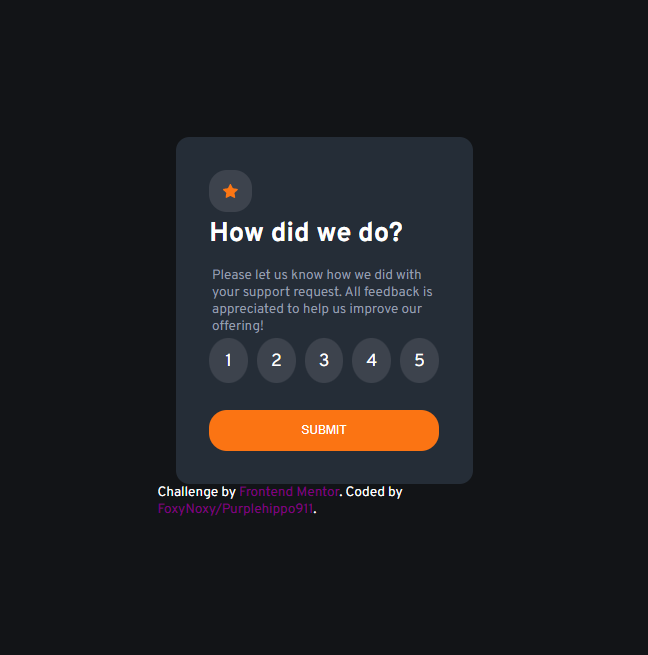 How did we do?
Please let us know how we did with
your support request. All feedback is
appreciated to help us improve our
offering!
1 2 3 4 5
SUBMIT
Challenge by Frontend Mentor. Coded by
FoxyNoxy/Purplehippo911.